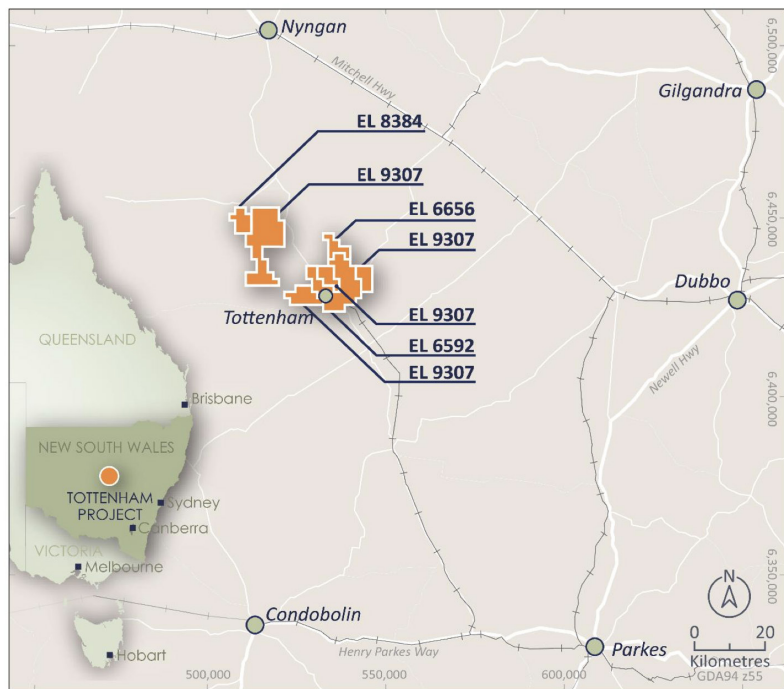 Nyngan
Mitchell Hwy
6,500,000
Gilgandra
EL 8384
EL 9307
EL 6656
EL 9307
6,450,000
Dubbo
EL 9307
Tottenham
EL 6592
EL 9307
Newell Hwy
6,400,000
QUEENSLAND
Brisbane
NEW SOUTH WALES
TOTTENHAM
PROJECT
Sydney
Canberra
VICTORIA
Melbourne
Hobart
6,350,000
N
Condobolin
Henry Parkes Way
Parkes
0 20
Kilometres
GDA94 z55
500,000
550,000
600,000